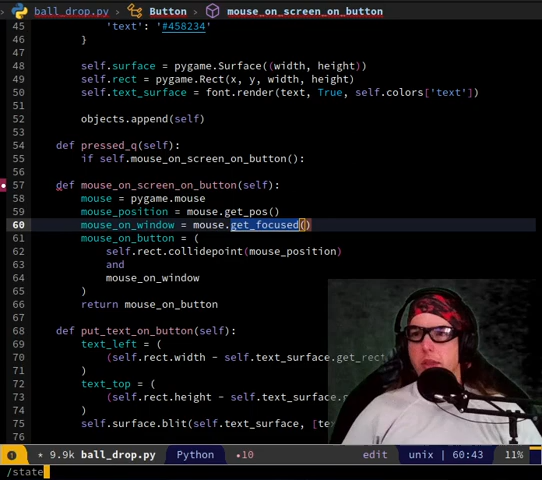 ball_drop.py › Button › mouse_on_screen_on_button
45 'text': '#458234'
46 }
47
48 self.surface = pygame.Surface((width, height))
49 self.rect = pygame.Rect(x, y, width, height)
50 self.text_surface = font.render(text, True, self.colors['text'])
51
52 objects.append(self)
53
54 def pressed_q(self):
55 if self.mouse_on_screen_on_button():
56
57 def mouse_on_screen_on_button(self):
58 mouse = pygame.mouse
59 mouse_position = mouse.get_pos()
60 mouse_on_window = mouse.get_focused()
61 mouse_on_button = (
62 self.rect.collidepoint(mouse_position)
63 and
64 mouse_on_window
65 )
66 return mouse_on_button
67
68 def put_text_on_button(self):
69 text_left = (
70 (self.rect.width - self.text_surface.get_rect
71 )
72 text_top = (
73 (self.rect.height - self.text_surface.
74 )
75 self.surface.blit(self.text_surface, [te
76
* 9.9k ball_drop.py Python •10 edit unix | 60:43 11%
/state